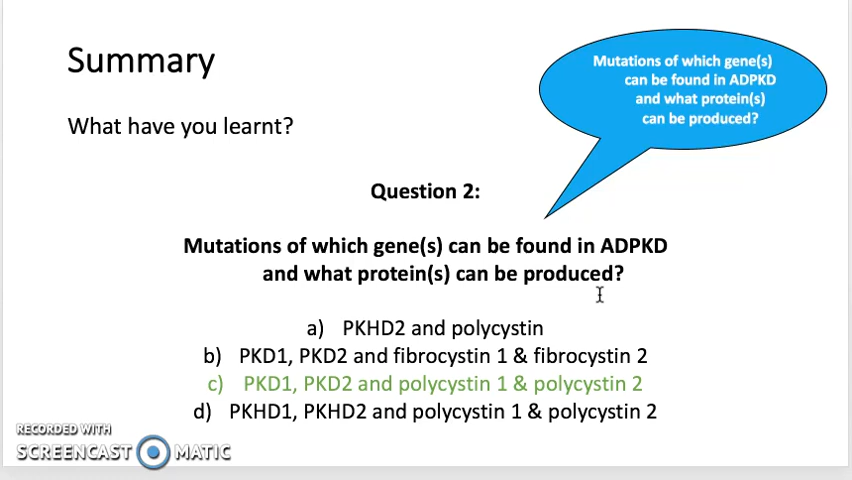 Summary
Mutations of which gene(s)
can be found in ADPKD
and what protein(s)
can be produced?
What have you learnt?
Question 2:
Mutations of which gene(s) can be found in ADPKD
and what protein(s) can be produced?
a) PKHD2 and polycystin
b) PKD1, PKD2 and fibrocystin 1 & fibrocystin 2
c) PKD1, PKD2 and polycystin 1 & polycystin 2
d) PKHD1, PKHD2 and polycystin 1 & polycystin 2
RECORDED WITH
SCREENCAST MATIC